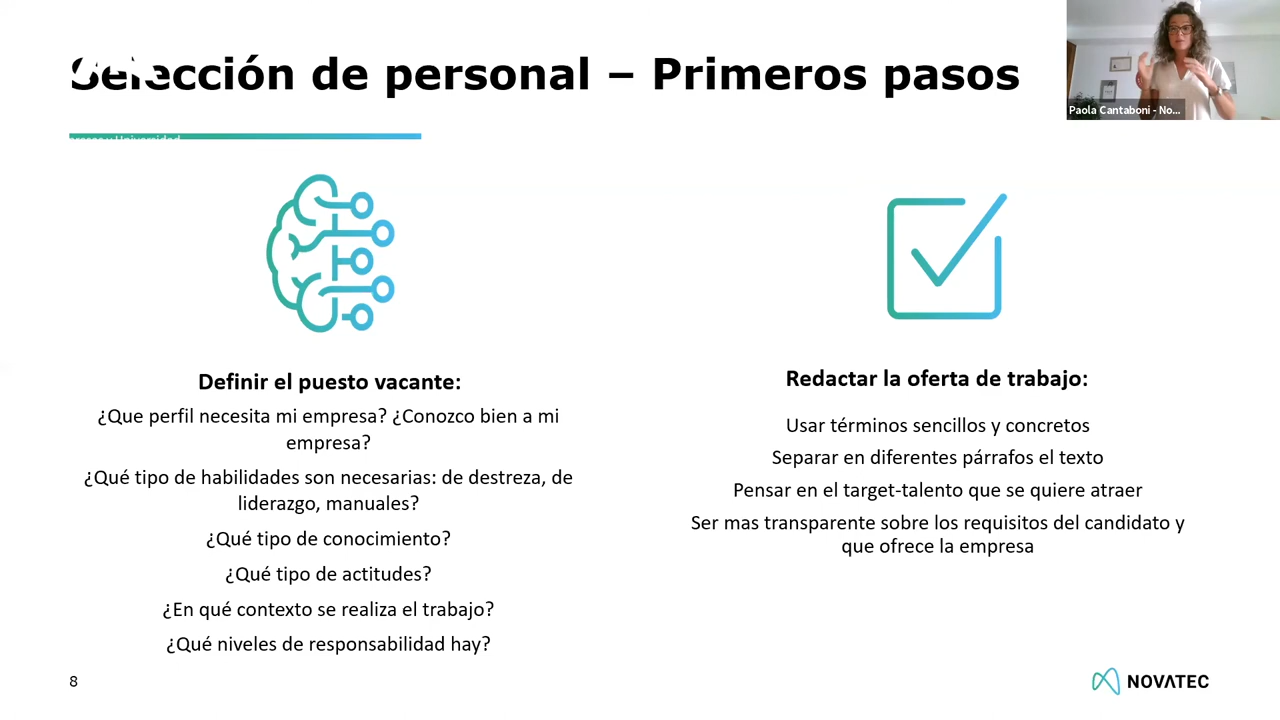 Selección de personal – Primeros pasos
Paola Cantaboni - No...
y Universidad
Definir el puesto vacante:
¿Que perfil necesita mi empresa? ¿Conozco bien a mi
empresa?
¿Qué tipo de habilidades son necesarias: de destreza, de
liderazgo, manuales?
¿Qué tipo de conocimiento?
¿Qué tipo de actitudes?
¿En qué contexto se realiza el trabajo?
¿Qué niveles de responsabilidad hay?
Redactar la oferta de trabajo:
Usar términos sencillos y concretos
Separar en diferentes párrafos el texto
Pensar en el target-talento que se quiere atraer
Ser mas transparente sobre los requisitos del candidato y
que ofrece la empresa
8
NOVATEC